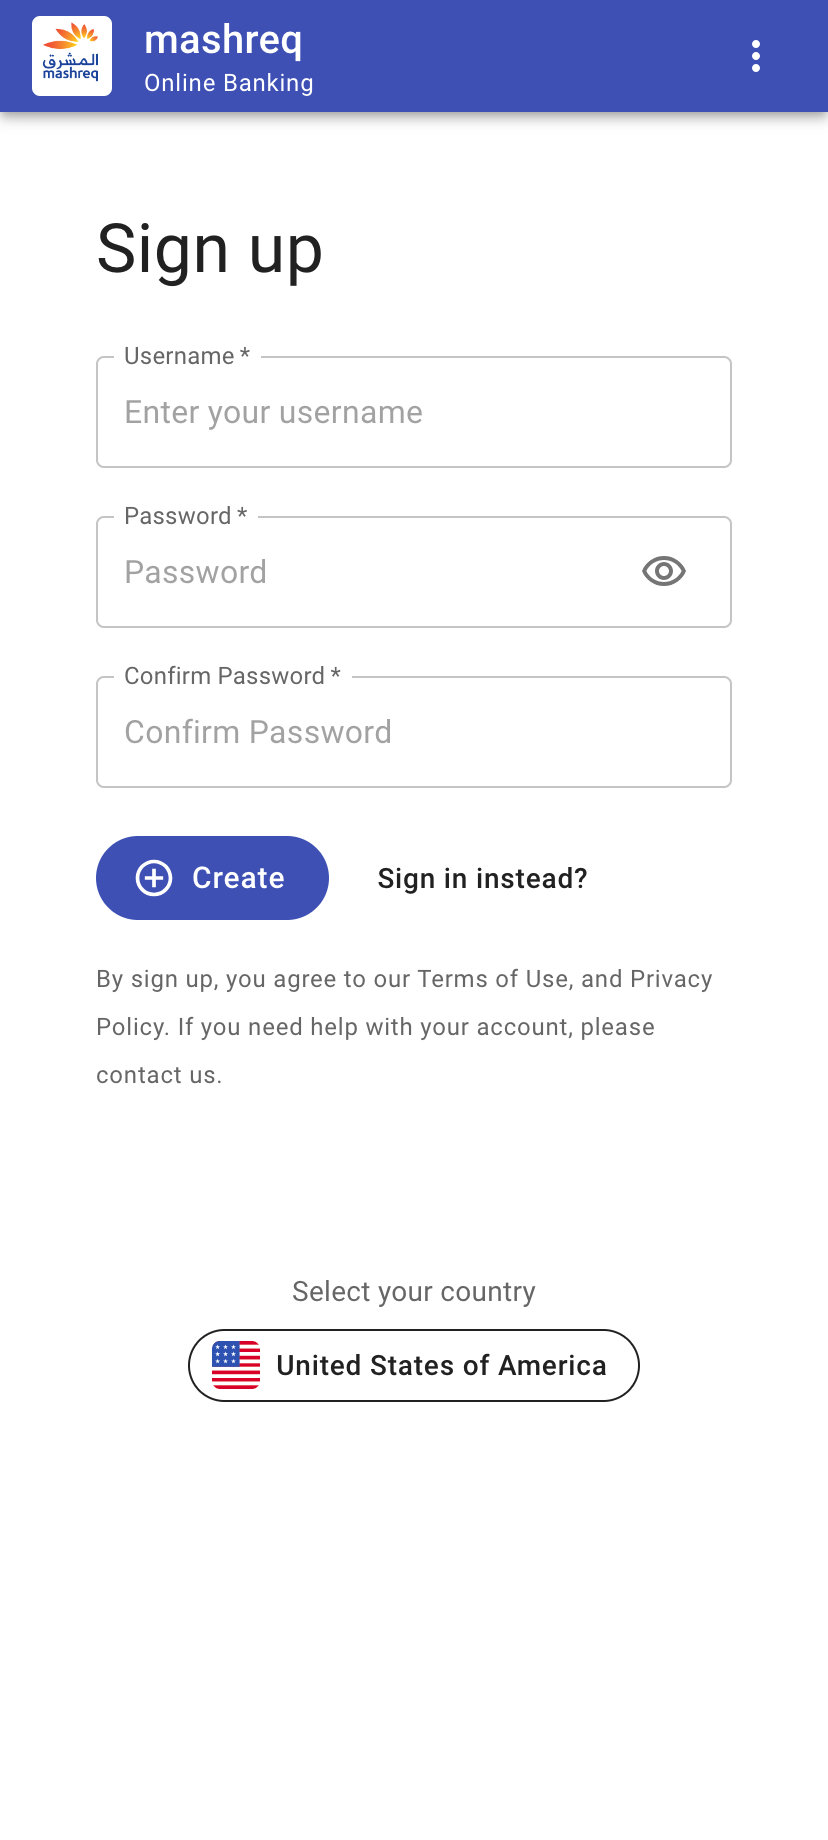 المشرق
mashreq
mashreq
Online Banking
Sign up
Username *
Enter your username
Password *
Password
Confirm Password *
Confirm Password
Create
Sign in instead?
By sign up, you agree to our Terms of Use, and Privacy
Policy. If you need help with your account, please
contact us.
Select your country
United States of America